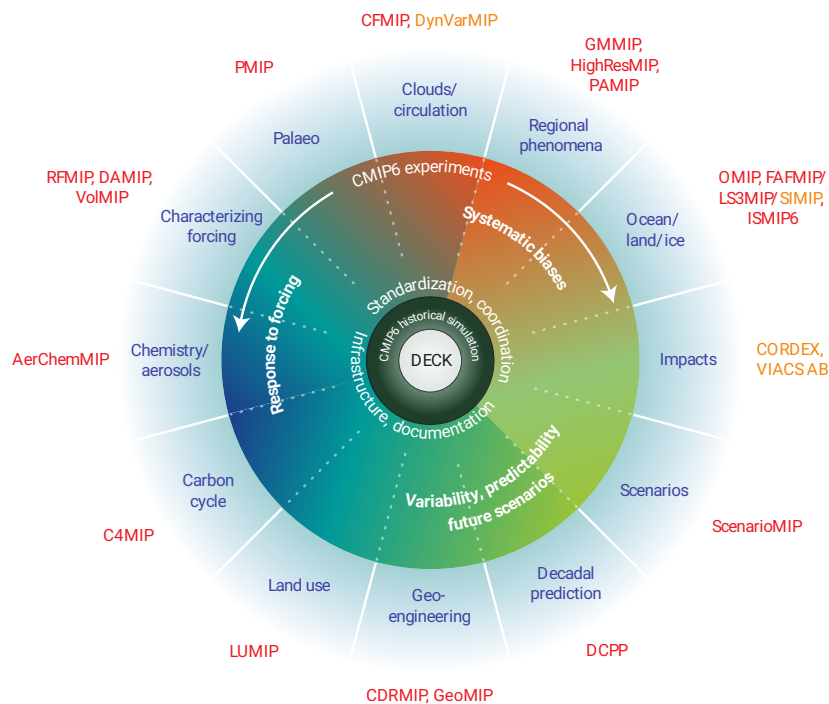 CFMIP, DynVarMIP
GMMIP,
HighResMIP,
PAMIP
PMIP
Clouds/
circulation
Regional
phenomena
Palaeo
RFMIP, DAMIP,
VolMIP
OMIP, FAFMIP/
LS3MIP/SIMIP,
ISMIP6
CMIP6 experiments
Characterizing
forcing
Systematic biases
Ocean/
land/ice
Response to forcing
Standardization, coordination
CMIP6 historical simulation
DECK
Infrastructure, documentation
AerChemMIP
Chemistry/
aerosols
Impacts
CORDEX,
VIACS AB
Variability, predictability
future scenarios
Carbon
cycle
Scenarios
C4MIP
ScenarioMIP
Land use
Geo-
engineering
Decadal
prediction
LUMIP
DCPP
CDRMIP, GeoMIP